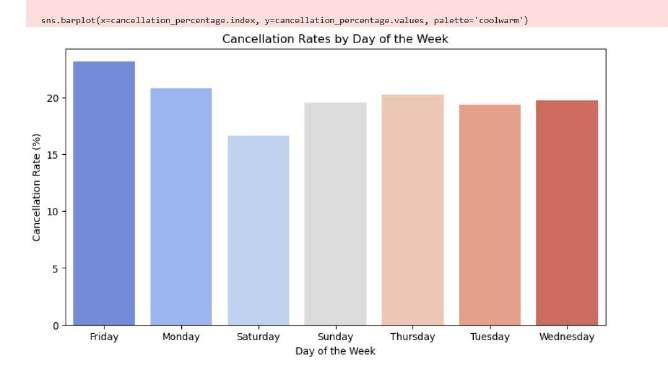 sns.barplot(x=cancellation_percentage.index, y=cancellation_percentage.values, palette='coolwarm')
Cancellation Rates by Day of the Week
Cancellation Rate (%)
20
15
10
5
0
Friday Monday Saturday Sunday Thursday Tuesday Wednesday
Day of the Week